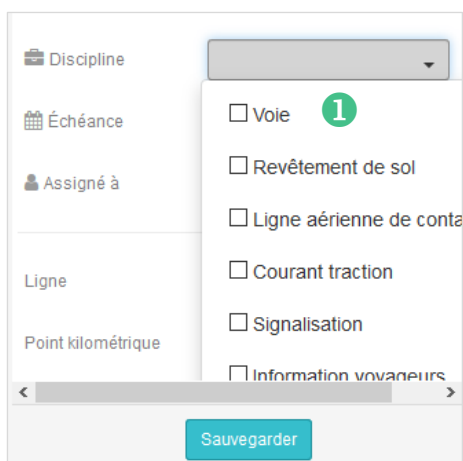 Discipline
Voie 1
Échéance
Revêtement de sol
Assigné à
Ligne aérienne de conta
Courant traction
Ligne
Signalisation
Point kilométrique
Information voyageurs
Sauvegarder